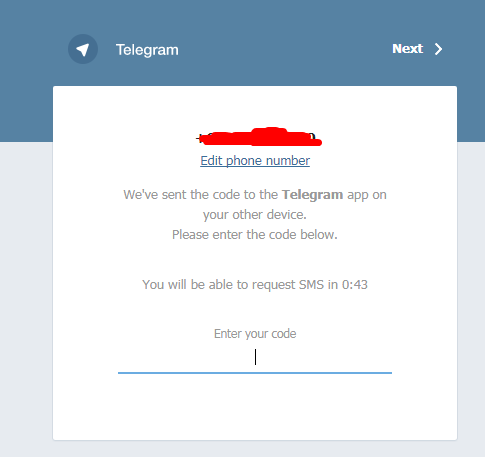 Telegram
Next
Edit phone number
We've sent the code to the Telegram app on
your other device.
Please enter the code below.
You will be able to request SMS in 0:43
Enter your code